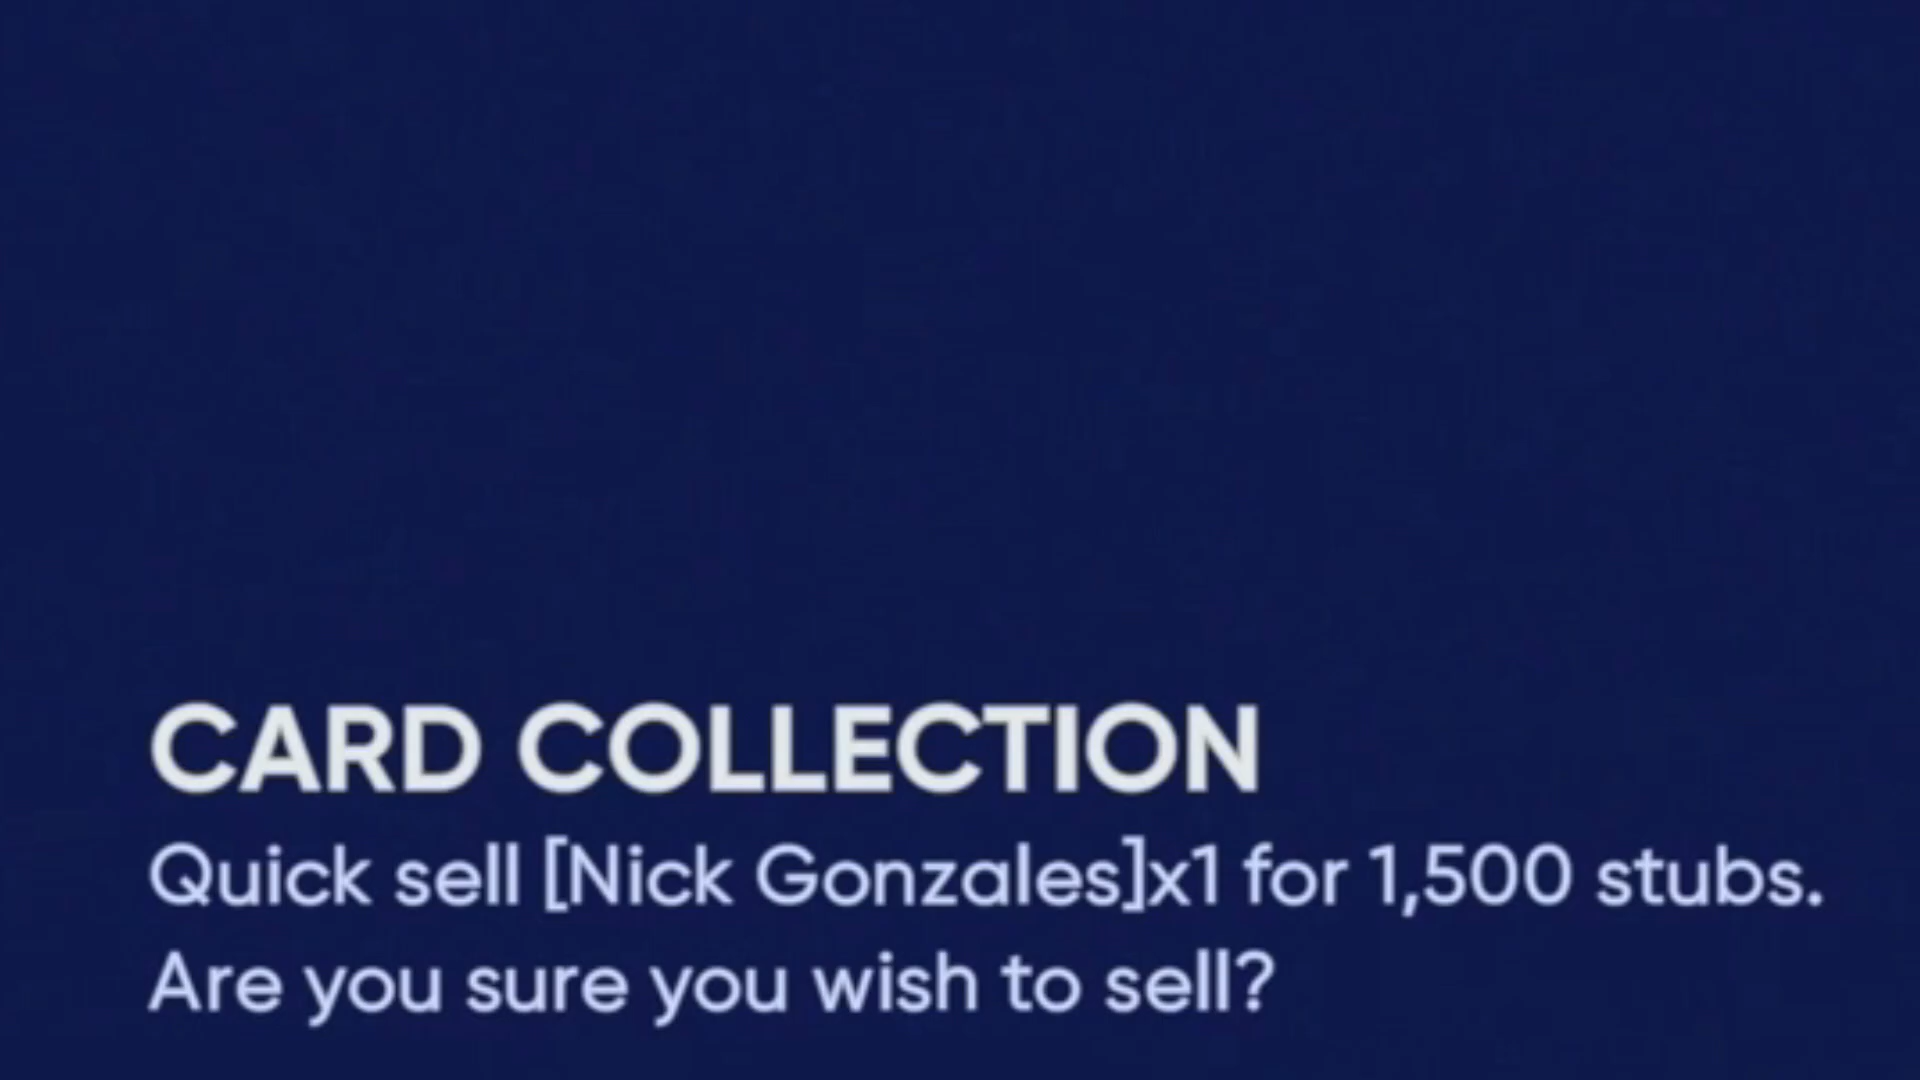 CARD COLLECTION
Quick sell [Nick Gonzales]x1 for 1,500 stubs.
Are you sure you wish to sell?